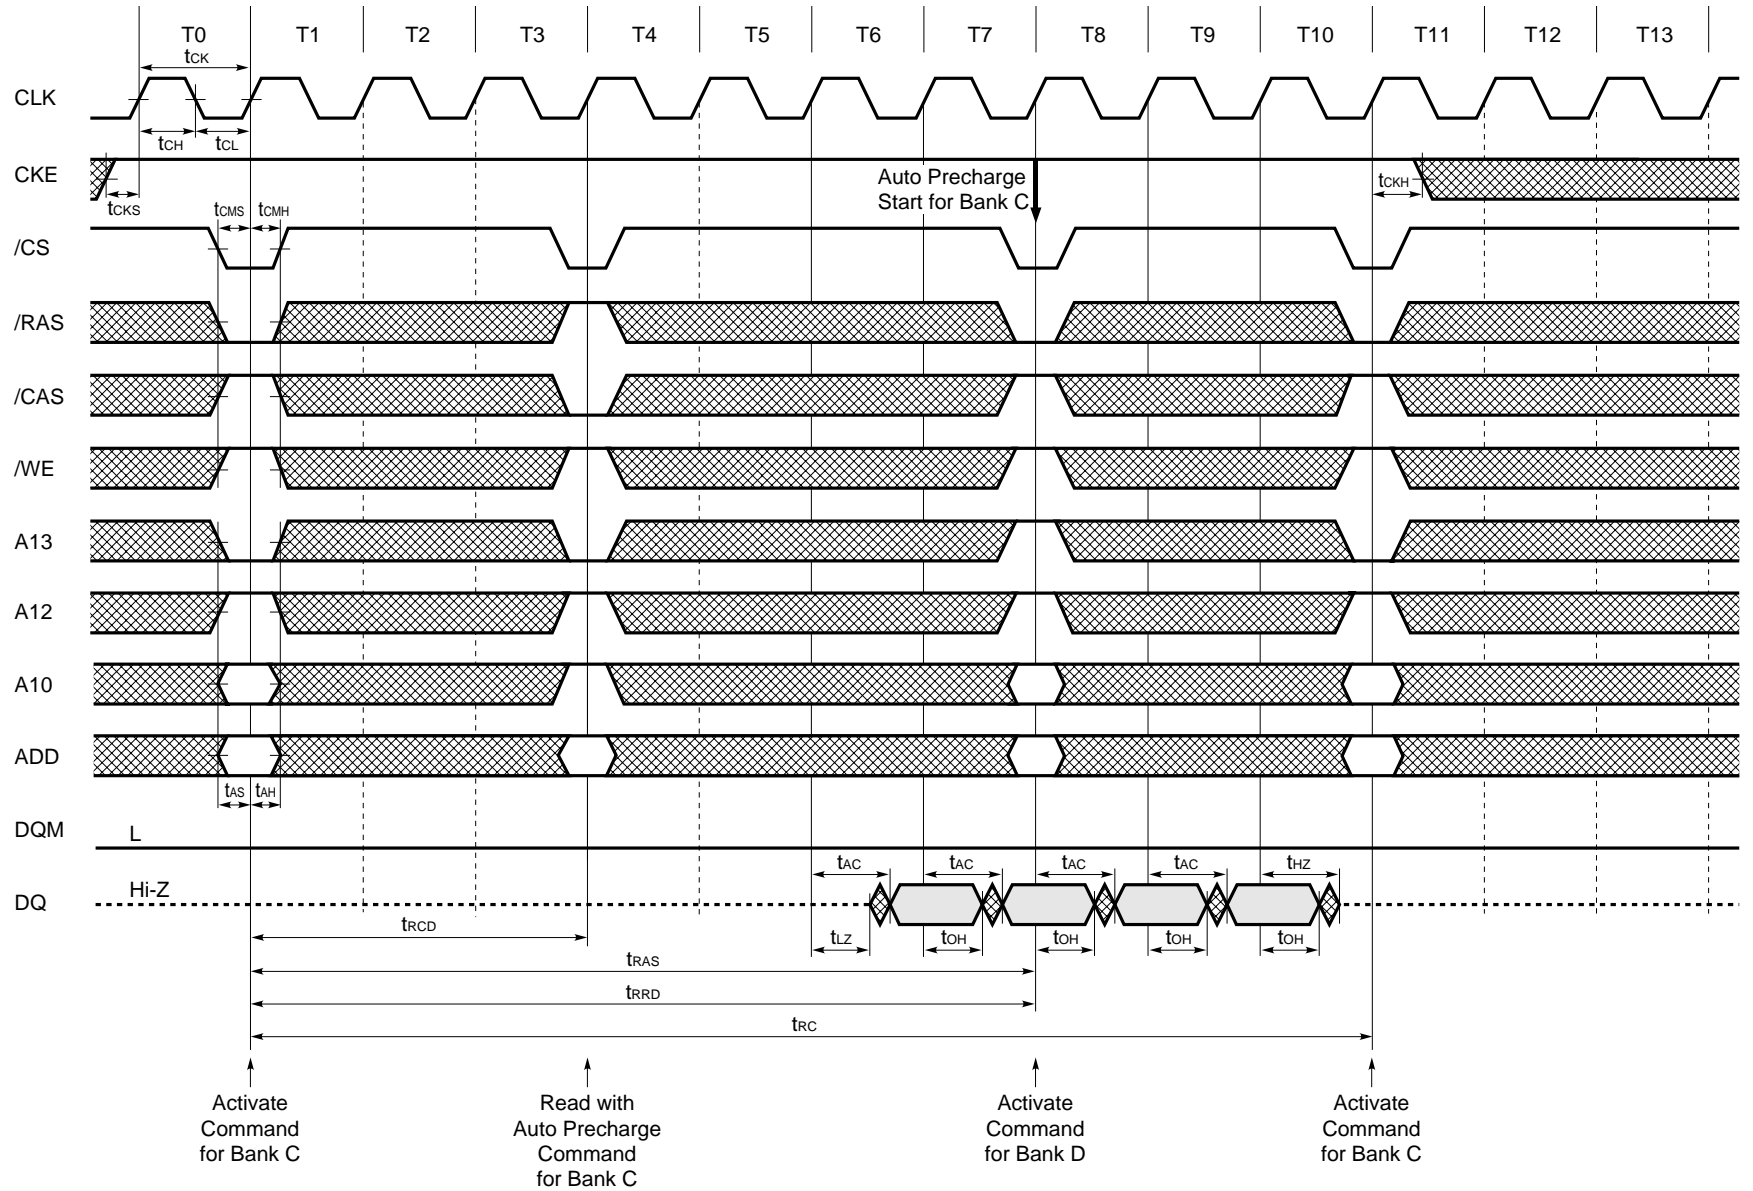 T0 T1 T2 T3 T4 T5 T6 T7 T8 T9 T10 T11 T12 T13
tCK
CLK
tCH tCL
CKE
Auto Precharge
Start for Bank C
tCKH
tCKS
tCMS tCMH
/CS
/RAS
/CAS
/WE
A13
A12
A10
ADD
tAS tAH
DQM
L
tAC tAC tAC tAC tHZ
DQ
Hi-Z
tRCD
tLZ tOH tOH tOH tOH
tRAS
tRRD
tRC
Activate
Command
for Bank C
Read with
Auto Precharge
Command
for Bank C
Activate
Command
for Bank D
Activate
Command
for Bank C